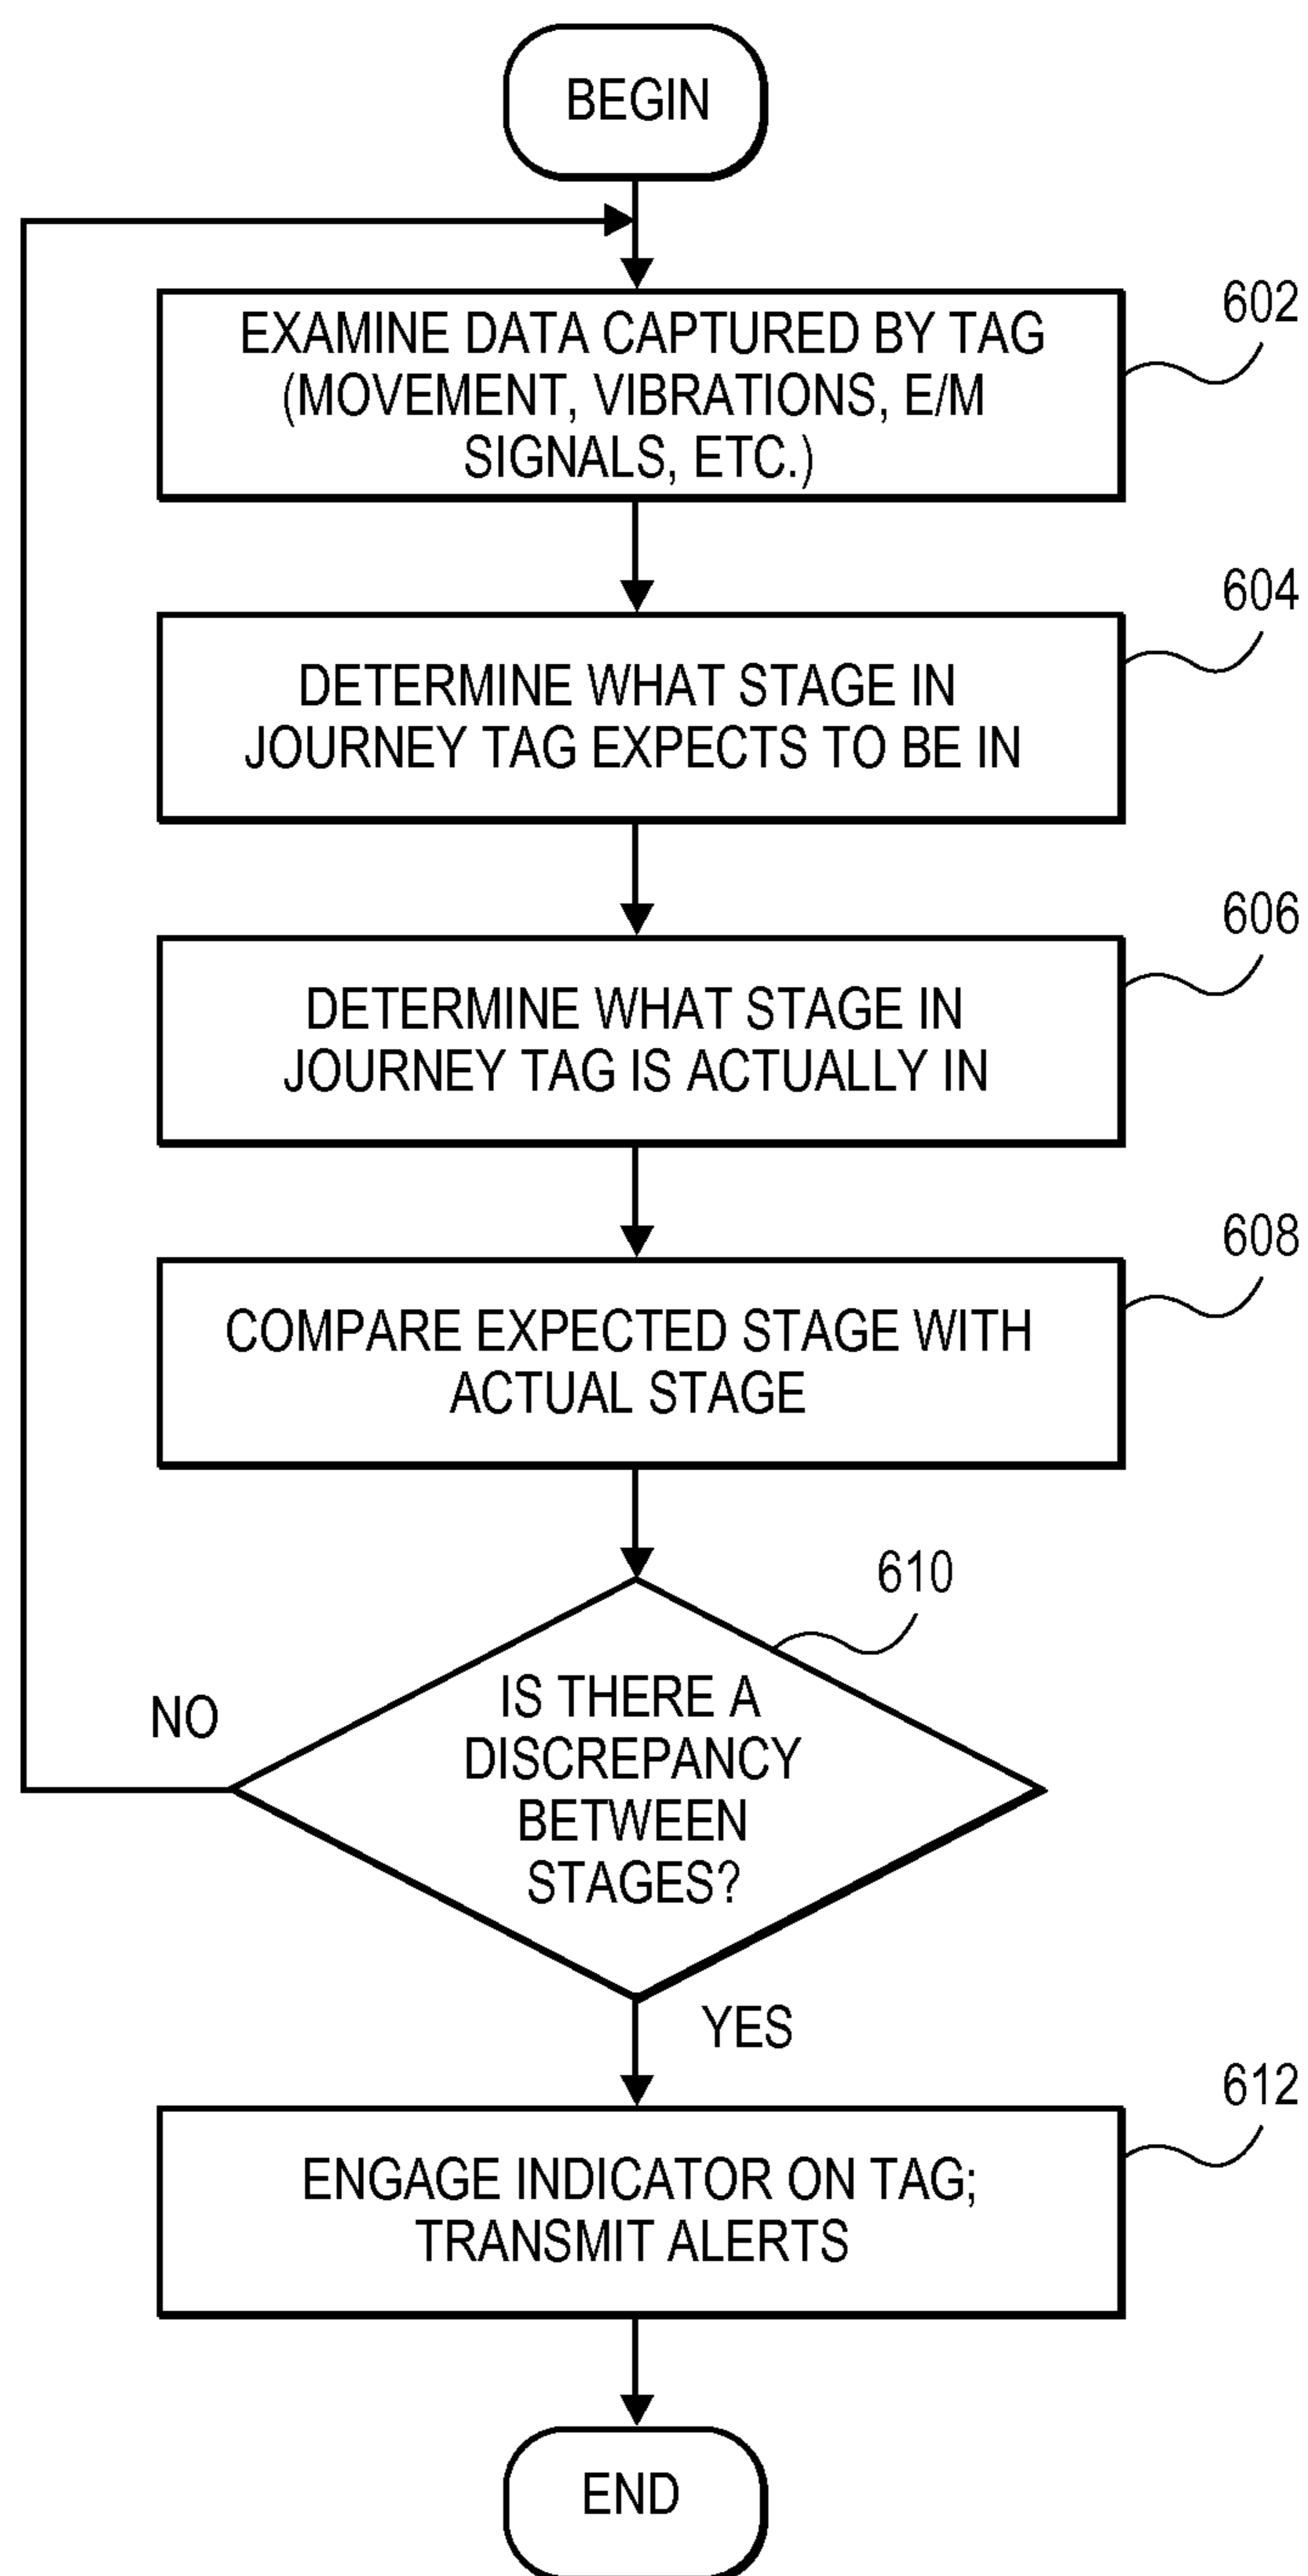 BEGIN
602
EXAMINE DATA CAPTURED BY TAG
(MOVEMENT, VIBRATIONS, E/M
SIGNALS, ETC.)
604
DETERMINE WHAT STAGE IN
JOURNEY TAG EXPECTS TO BE IN
606
DETERMINE WHAT STAGE IN
JOURNEY TAG IS ACTUALLY IN
608
COMPARE EXPECTED STAGE WITH
ACTUAL STAGE
610
IS THERE A
DISCREPANCY
BETWEEN
STAGES?
NO
YES
612
ENGAGE INDICATOR ON TAG;
TRANSMIT ALERTS
END